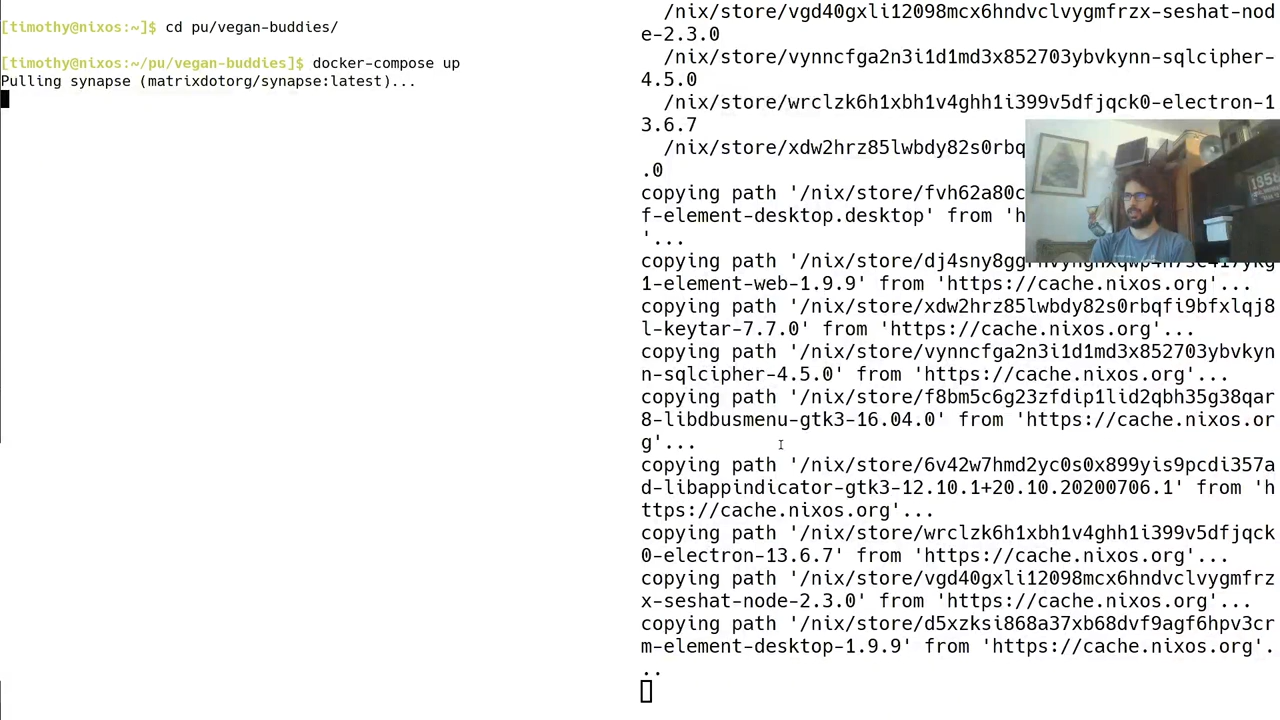 [timothy@nixos:~]$ cd pu/vegan-buddies/
[timothy@nixos:~/pu/vegan-buddies]$ docker-compose up
Pulling synapse (matrixdotorg/synapse:latest)...
/nix/store/vgd40gxli12098mcx6hndvclvygmfrzx-seshat-nod
e-2.3.0
/nix/store/vynncfga2n3i1d1md3x852703ybvkynn-sqlcipher-
4.5.0
/nix/store/wrclzk6h1xbh1v4ghh1i399v5dfjqck0-electron-1
3.6.7
/nix/store/xdw2hrz85lwbdy82s0rbq
.0
copying path '/nix/store/fvh62a80c
f-element-desktop.desktop' from 'h
'...
copying path
1-element-web-1.9.9' from 'https://cache.nixos.org'...
copying path '/nix/store/xdw2hrz85lwbdy82s0rbqfi9bfxlqj8
l-keytar-7.7.0' from 'https://cache.nixos.org'...
copying path '/nix/store/vynncfga2n3i1d1md3x852703ybvkyn
n-sqlcipher-4.5.0' from 'https://cache.nixos.org'...
copying path '/nix/store/f8bm5c6g23zfdip1lid2qbh35g38qar
8-libdbusmenu-gtk3-16.04.0' from 'https://cache.nixos.or
g'...
copying path '/nix/store/6v42w7hmd2yc0s0x899yis9pcdi357a
d-libappindicator-gtk3-12.10.1+20.10.20200706.1' from 'h
ttps://cache.nixos.org'...
copying path '/nix/store/wrclzk6h1xbh1v4ghh1i399v5dfjqck
0-electron-13.6.7' from 'https://cache.nixos.org'...
copying path '/nix/store/vgd40gxli12098mcx6hndvclvygmfrz
x-seshat-node-2.3.0' from 'https://cache.nixos.org'...
copying path '/nix/store/d5xzksi868a37xb68dvf9agf6hpv3cr
m-element-desktop-1.9.9' from 'https://cache.nixos.org'.
..